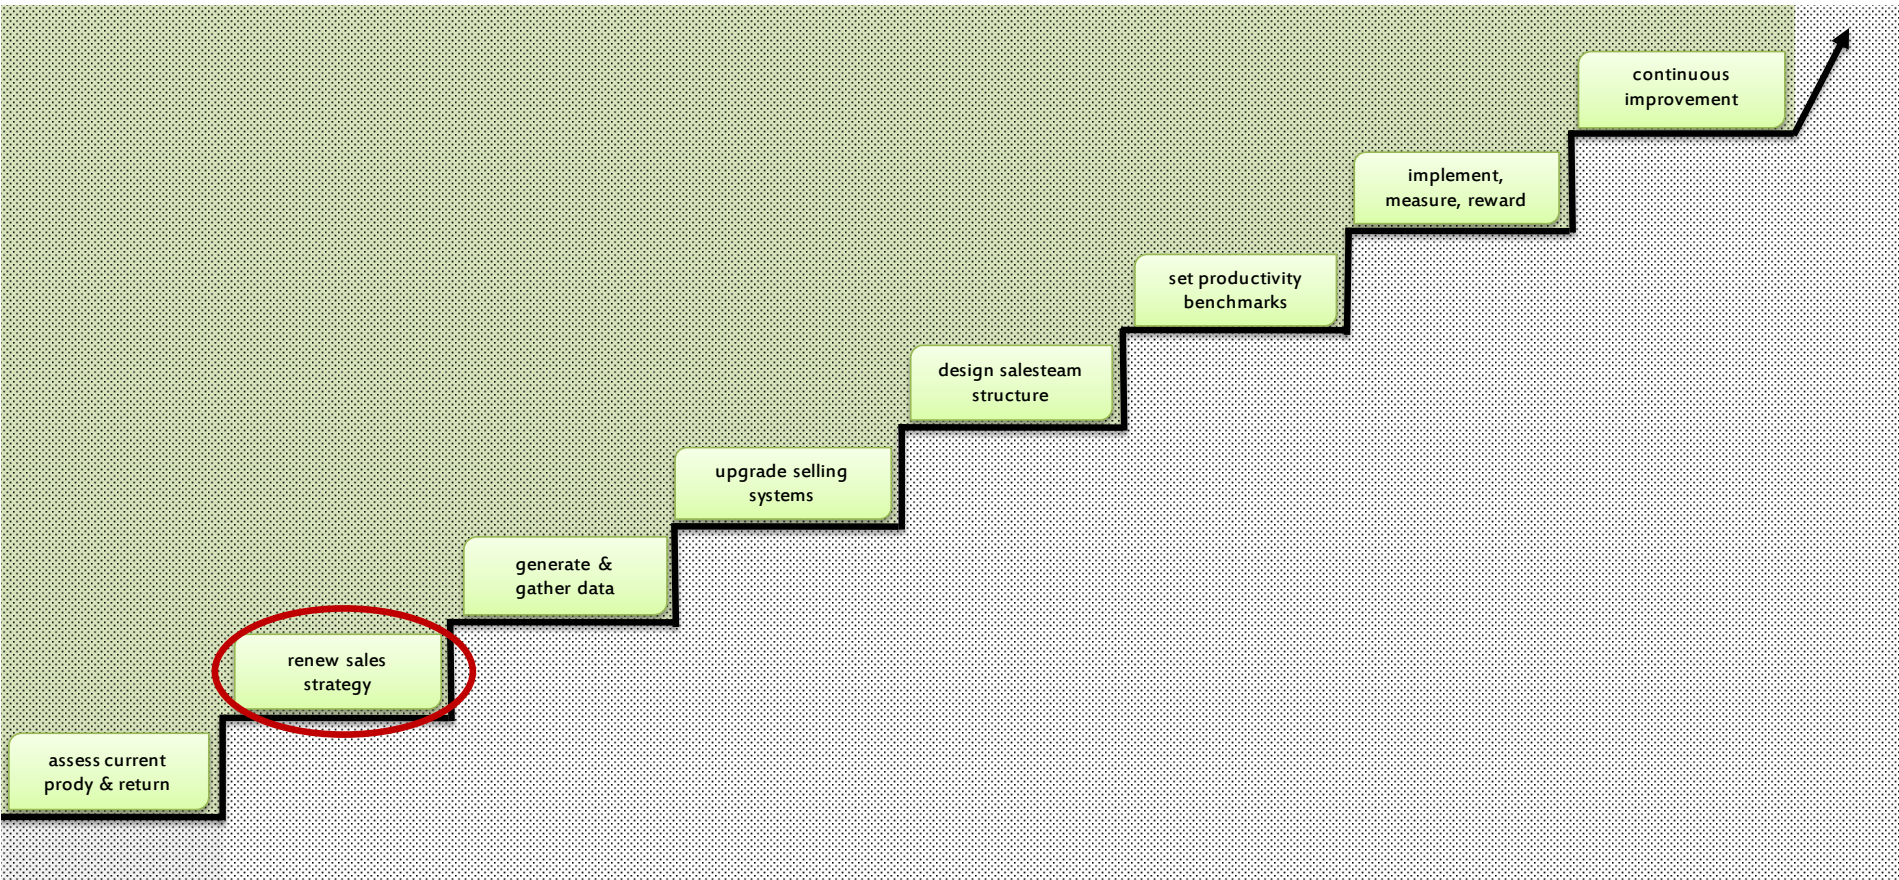 continuous
improvement
implement,
measure, reward
set productivity
benchmarks
design salesteam
structure
upgrade selling
systems
generate &
gather data
renew sales
strategy
assess current
prody & return